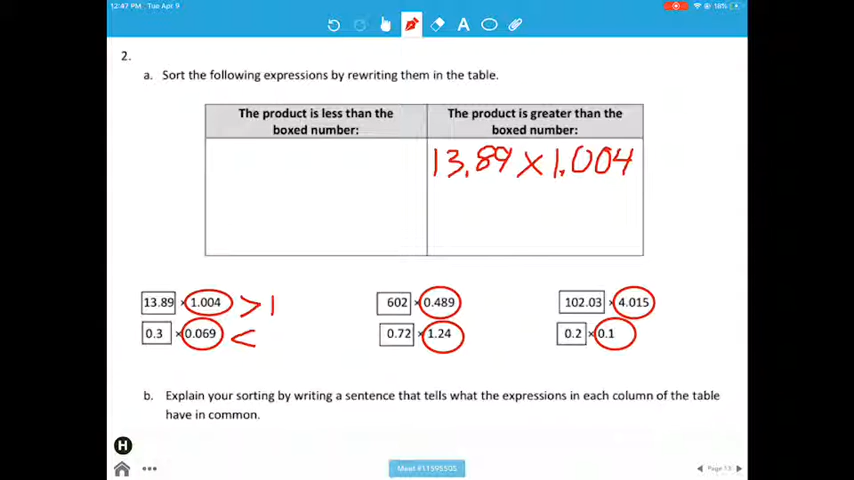 12:47 PM Tue Apr 9
18%
A
2.
a. Sort the following expressions by rewriting them in the table.
The product is less than the boxed number:
The product is greater than the boxed number:
13.89 x 1.004
13.89 × 1.004 > 1
602 × 0.489
102.03 × 4.015
0.3 × 0.069 <
0.72 × 1.24
0.2 × 0.1
b. Explain your sorting by writing a sentence that tells what the expressions in each column of the table
have in common.
H
Meet #11595505
Page 13